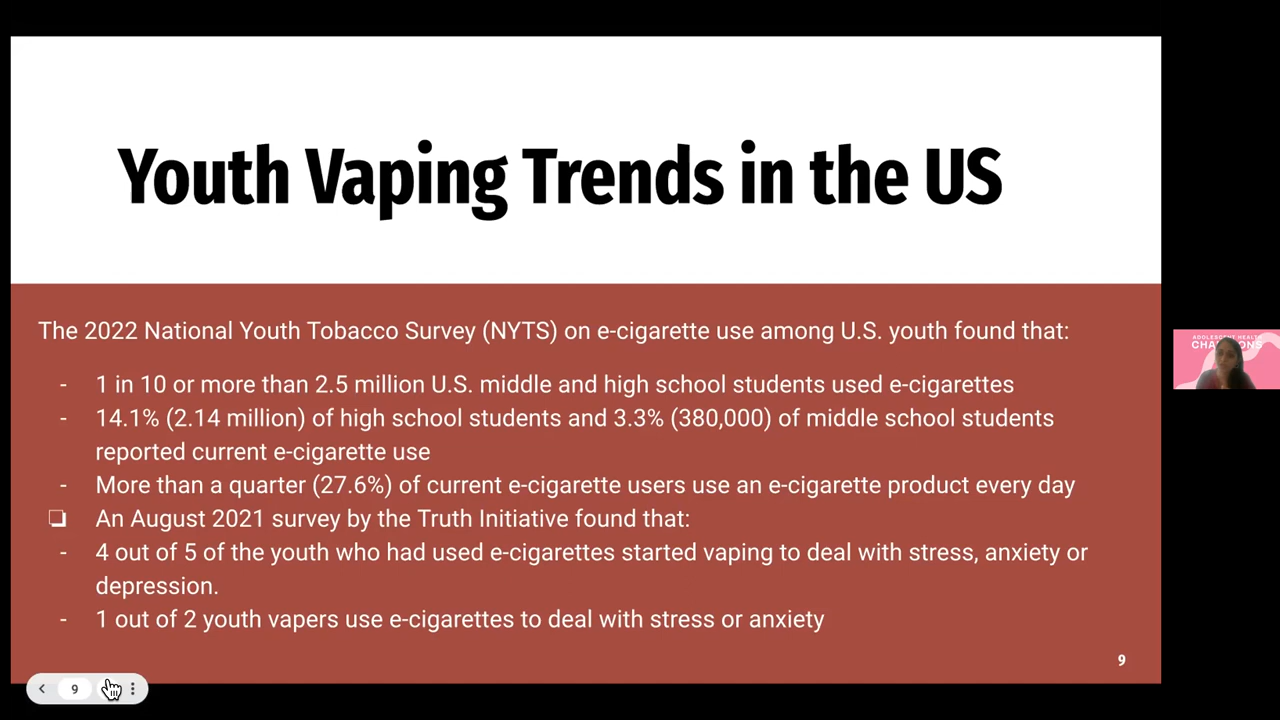 Youth Vaping Trends in the US
The 2022 National Youth Tobacco Survey (NYTS) on e-cigarette use among U.S. youth found that:
- 1 in 10 or more than 2.5 million U.S. middle and high school students used e-cigarettes
- 14.1% (2.14 million) of high school students and 3.3% (380,000) of middle school students
reported current e-cigarette use
- More than a quarter (27.6%) of current e-cigarette users use an e-cigarette product every day
❏ An August 2021 survey by the Truth Initiative found that:
- 4 out of 5 of the youth who had used e-cigarettes started vaping to deal with stress, anxiety or
depression.
- 1 out of 2 youth vapers use e-cigarettes to deal with stress or anxiety
9
9
HEALTH